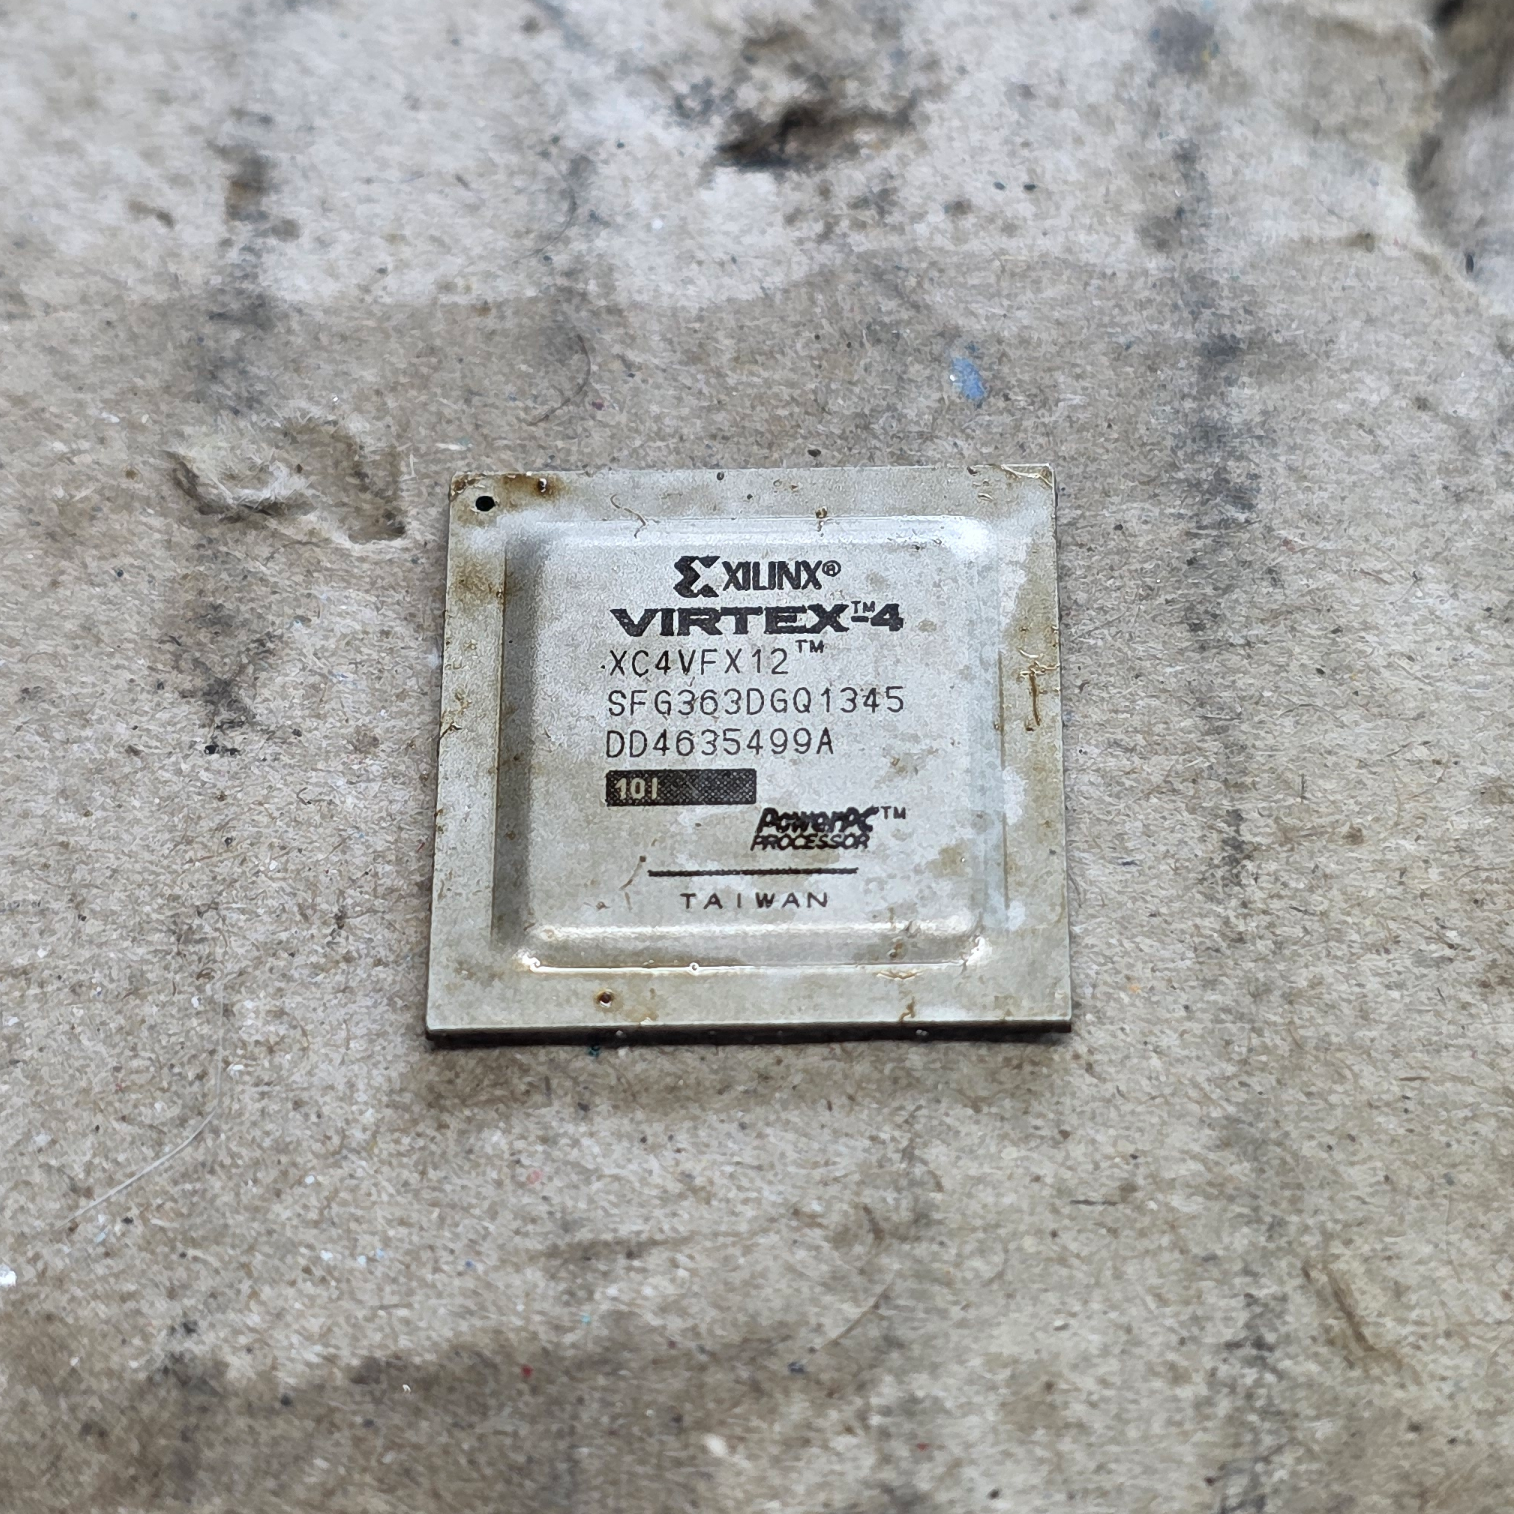 XILINX®
VIRTEX™-4
XC4VFX12™
SFG363DGQ1345
DD4635499A
10I
PowerPC™
PROCESSOR
TAIWAN